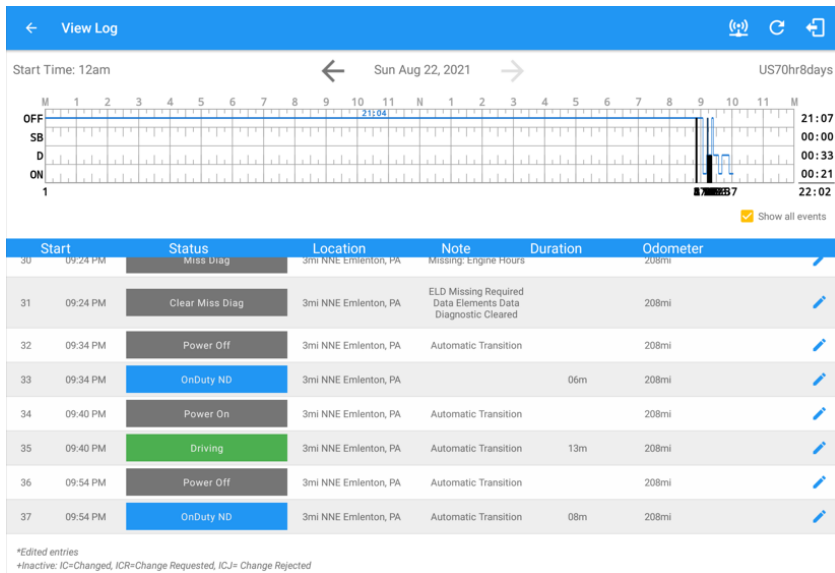 View Log
Start Time: 12am
Sun Aug 22, 2021
US70hr8days
M 1 2 3 4 5 6 7 8 9 10 11 N 1 2 3 4 5 6 7 8 9 10 11 M
OFF 21:04 21:07
SB 00:00
D 00:33
ON 00:21
1 37 22:02
Show all events
Start Status Location Note Duration Odometer
30 09:24 PM Miss Diag 3mi NNE Emlenton, PA Missing: Engine Hours 208mi
31 09:24 PM Clear Miss Diag 3mi NNE Emlenton, PA ELD Missing Required Data Elements Data Diagnostic Cleared 208mi
32 09:34 PM Power Off 3mi NNE Emlenton, PA Automatic Transition 208mi
33 09:34 PM OnDuty ND 3mi NNE Emlenton, PA 06m 208mi
34 09:40 PM Power On 3mi NNE Emlenton, PA Automatic Transition 208mi
35 09:40 PM Driving 3mi NNE Emlenton, PA Automatic Transition 13m 208mi
36 09:54 PM Power Off 3mi NNE Emlenton, PA Automatic Transition 208mi
37 09:54 PM OnDuty ND 3mi NNE Emlenton, PA Automatic Transition 08m 208mi
*Edited entries
+Inactive: IC=Changed, ICR=Change Requested, ICJ= Change Rejected